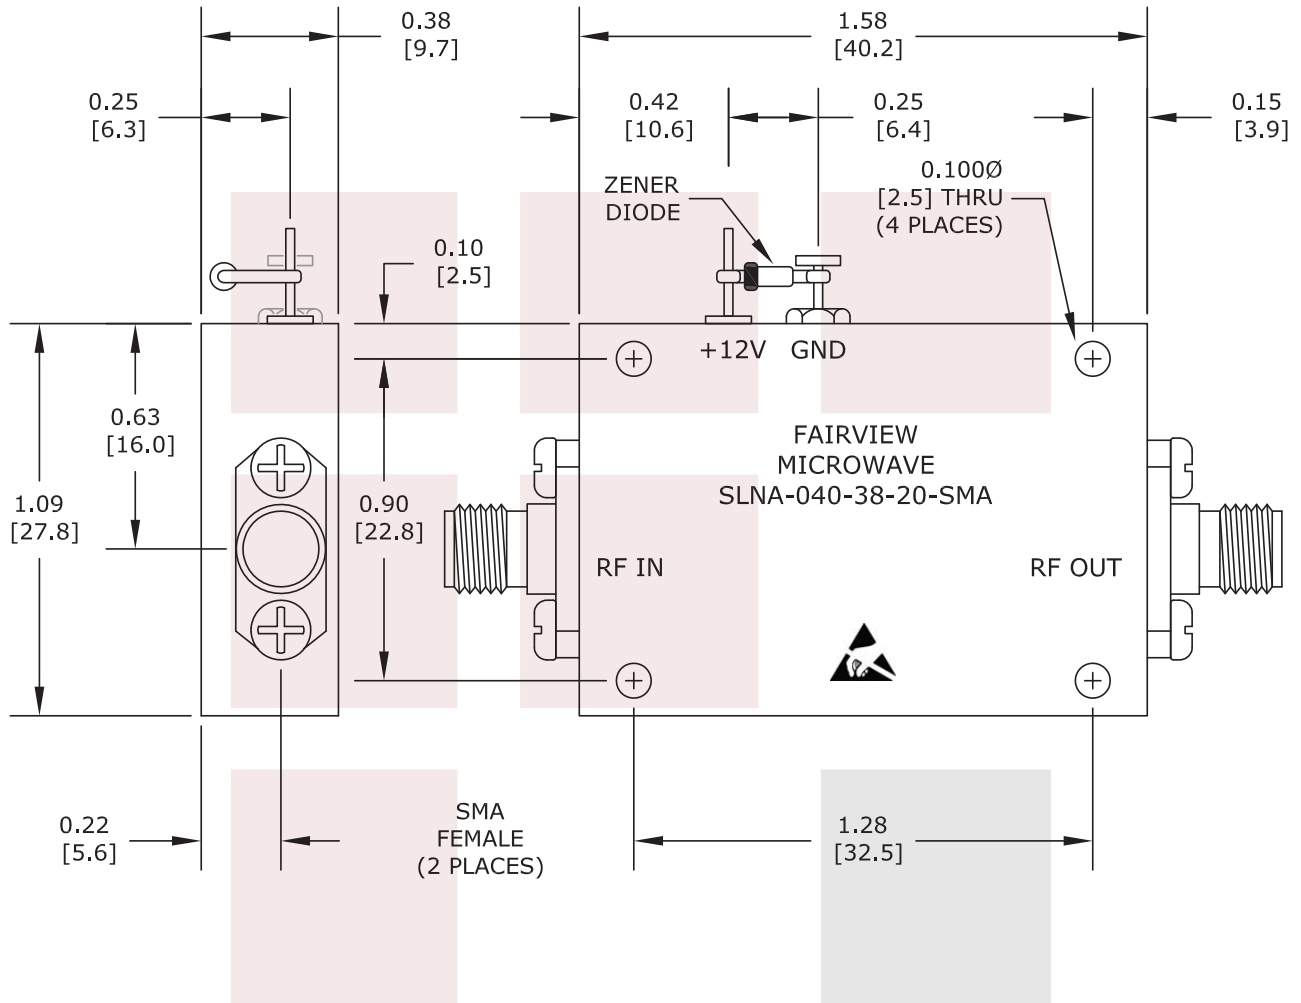 0.38
[9.7]
1.58
[40.2]
0.25
[6.3]
0.42
[10.6]
0.25
[6.4]
0.15
[3.9]
ZENER
DIODE
0.100Ø
[2.5] THRU
(4 PLACES)
0.10
[2.5]
+12V GND
0.63
[16.0]
FAIRVIEW
MICROWAVE
SLNA-040-38-20-SMA
1.09
[27.8]
0.90
[22.8]
RF IN
RF OUT
0.22
[5.6]
SMA
FEMALE
(2 PLACES)
1.28
[32.5]